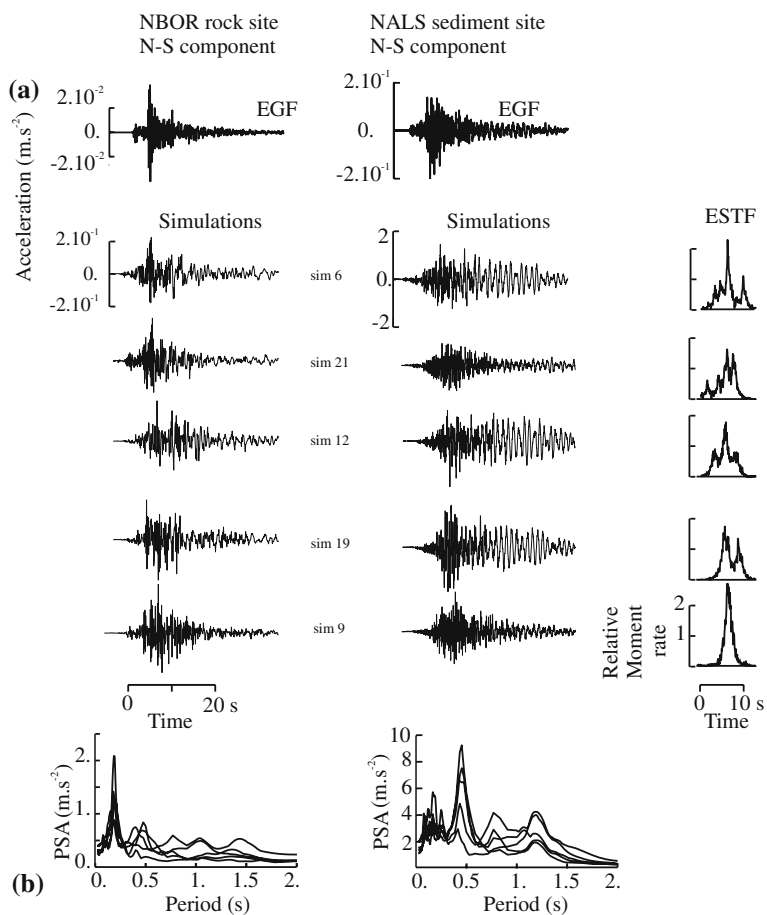 NBOR rock site
N-S component
NALS sediment site
N-S component
(a)
Acceleration (m.s⁻²)
2.10⁻²
0.
-2.10⁻²
EGF
2.10⁻¹
0.
-2.10⁻¹
EGF
Simulations
Simulations
ESTF
2.10⁻¹
0.
-2.10⁻¹
sim 6
2
0.
-2
sim 21
sim 12
sim 19
sim 9
Relative
Moment
rate
2
1
0 20 s
Time
0 10 s
Time
(b)
PSA (m.s⁻²)
2.
1.
0.
0. 0.5 1. 1.5 2.
Period (s)
PSA (m.s⁻²)
10
8
6
4
2
0. 0.5 1. 1.5 2.
Period (s)